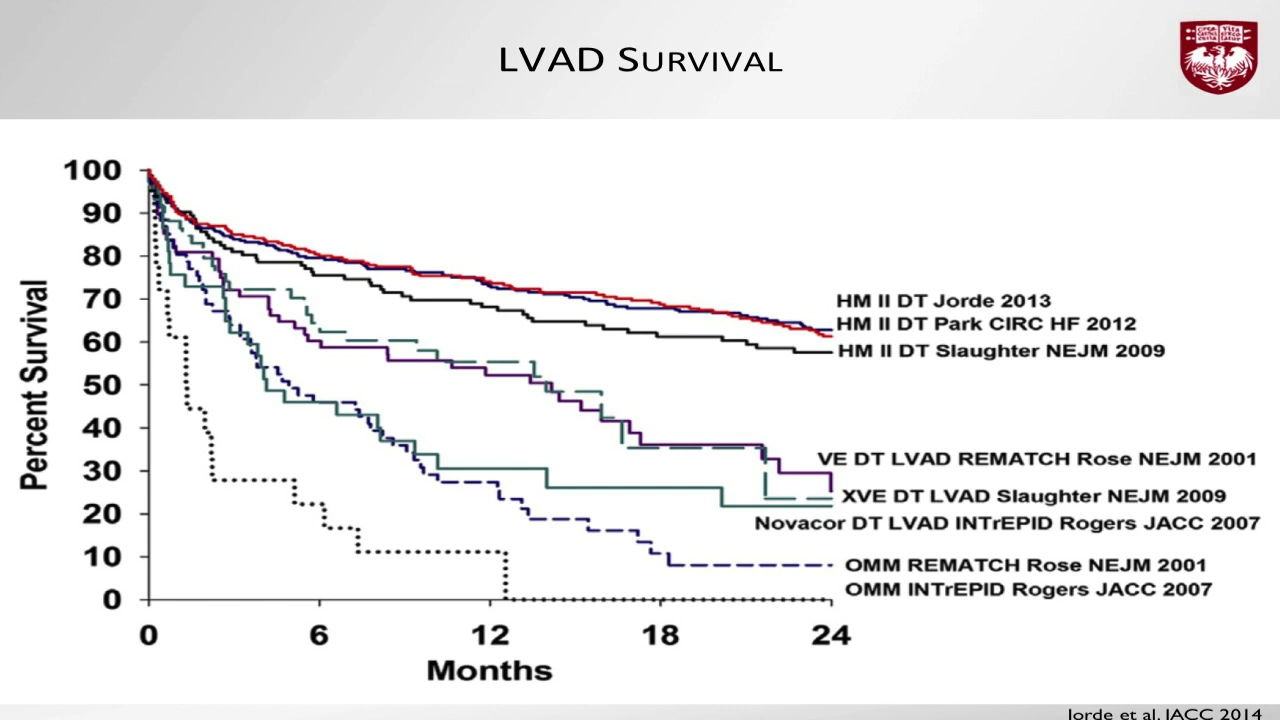 LVAD SURVIVAL
100
90
80
70
60
50
40
30
20
10
0
Percent Survival
0 6 12 18 24
Months
HM II DT Jorde 2013
HM II DT Park CIRC HF 2012
HM II DT Slaughter NEJM 2009
VE DT LVAD REMATCH Rose NEJM 2001
XVE DT LVAD Slaughter NEJM 2009
Novacor DT LVAD INTrEPID Rogers JACC 2007
OMM REMATCH Rose NEJM 2001
OMM INTrEPID Rogers JACC 2007
Jorde et al. JACC 2014